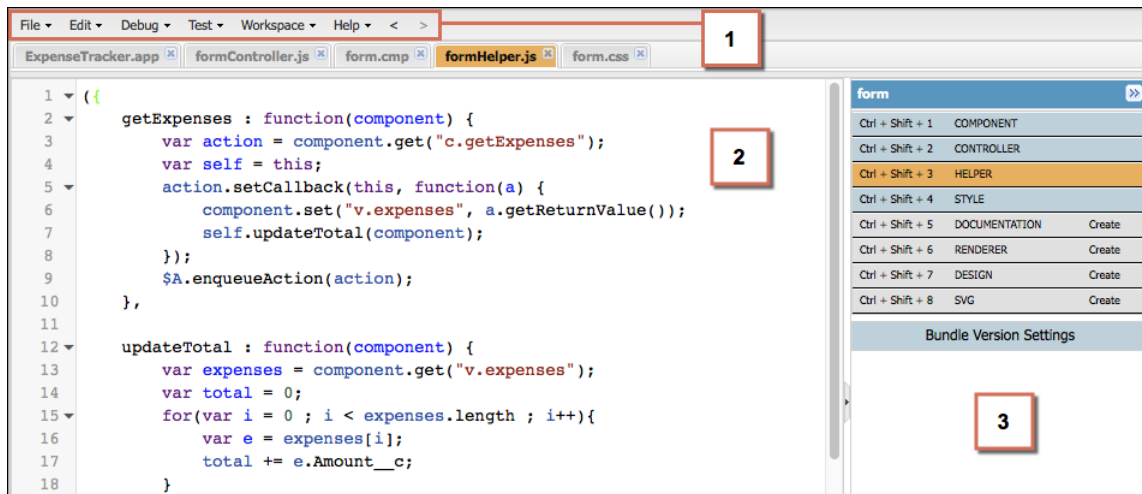 File Edit Debug Test Workspace Help < >
1
ExpenseTracker.app formController.js form.cmp formHelper.js form.css
1 ({
2 getExpenses : function(component) {
3 var action = component.get("c.getExpenses");
4 var self = this;
5 action.setCallback(this, function(a) {
6 component.set("v.expenses", a.getReturnValue());
7 self.updateTotal(component);
8 });
9 $A.enqueueAction(action);
10 },
11
12 updateTotal : function(component) {
13 var expenses = component.get("v.expenses");
14 var total = 0;
15 for(var i = 0 ; i < expenses.length ; i++){
16 var e = expenses[i];
17 total += e.Amount__c;
18 }
2
form
Ctrl + Shift + 1 COMPONENT
Ctrl + Shift + 2 CONTROLLER
Ctrl + Shift + 3 HELPER
Ctrl + Shift + 4 STYLE
Ctrl + Shift + 5 DOCUMENTATION Create
Ctrl + Shift + 6 RENDERER Create
Ctrl + Shift + 7 DESIGN Create
Ctrl + Shift + 8 SVG Create
Bundle Version Settings
3